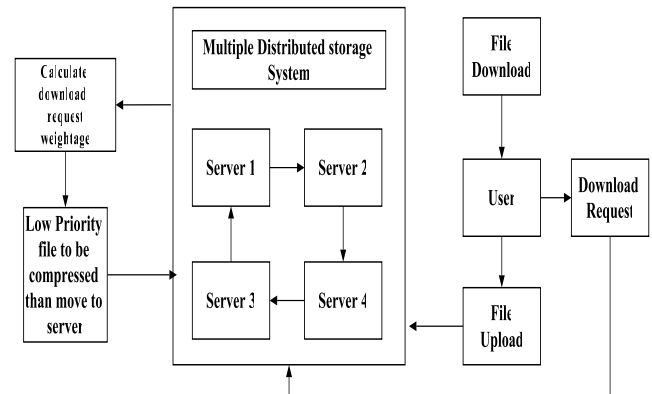 Multiple Distributed storage
System
File
Download
Calculate
download
request
weightage
Server 1
Server 2
User
Download
Request
Low Priority
file to be
compressed
than move to
server
Server 3
Server 4
File
Upload